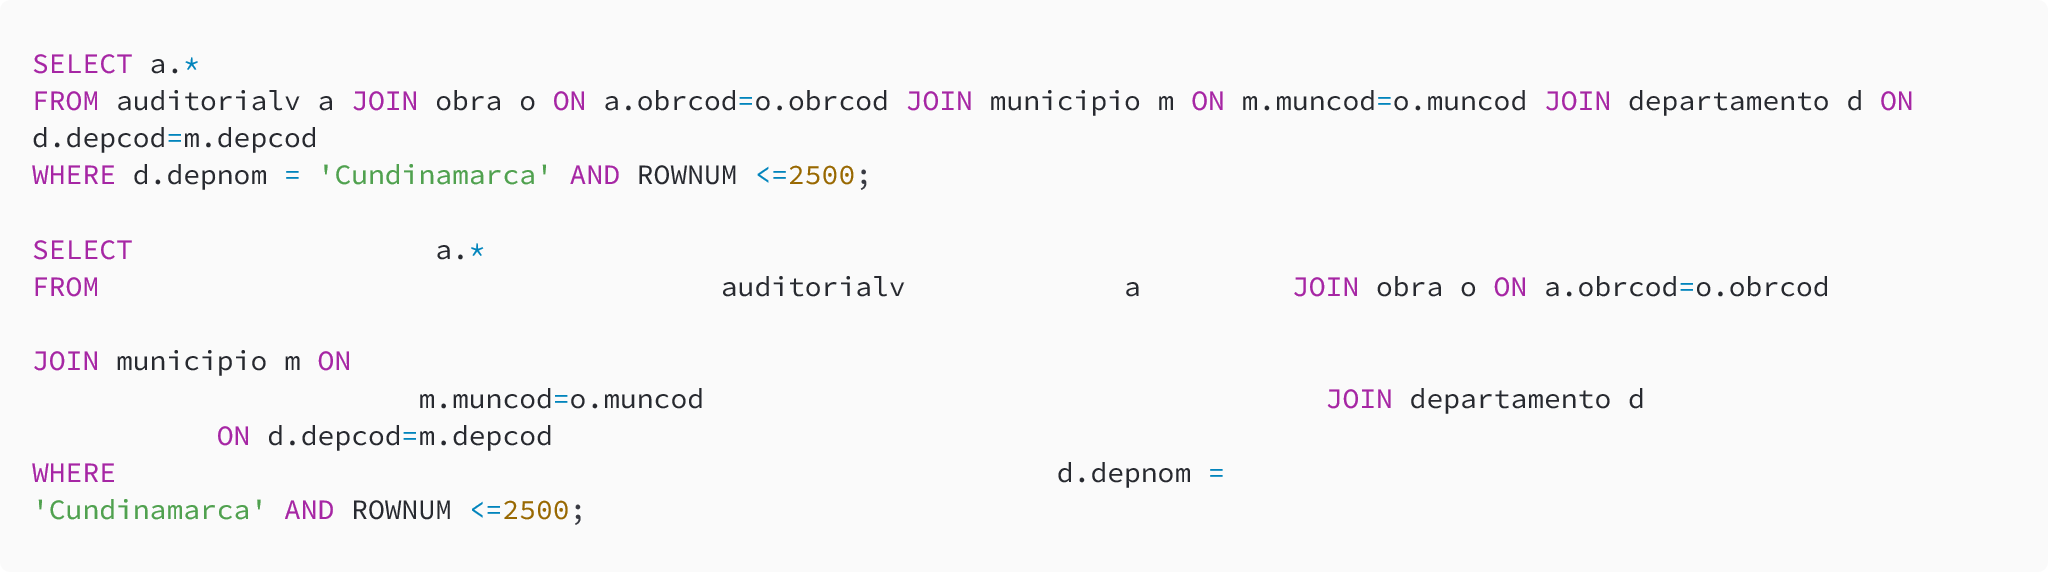 SELECT a.*
FROM auditorialv a JOIN obra o ON a.obrcod=o.obrcod JOIN municipio m ON m.muncod=o.muncod JOIN departamento d ON
d.depcod=m.depcod
WHERE d.depnom = 'Cundinamarca' AND ROWNUM <=2500;
SELECT a.*
FROM auditorialv a JOIN obra o ON a.obrcod=o.obrcod
JOIN municipio m ON
m.muncod=o.muncod JOIN departamento d
ON d.depcod=m.depcod
WHERE d.depnom =
'Cundinamarca' AND ROWNUM <=2500;